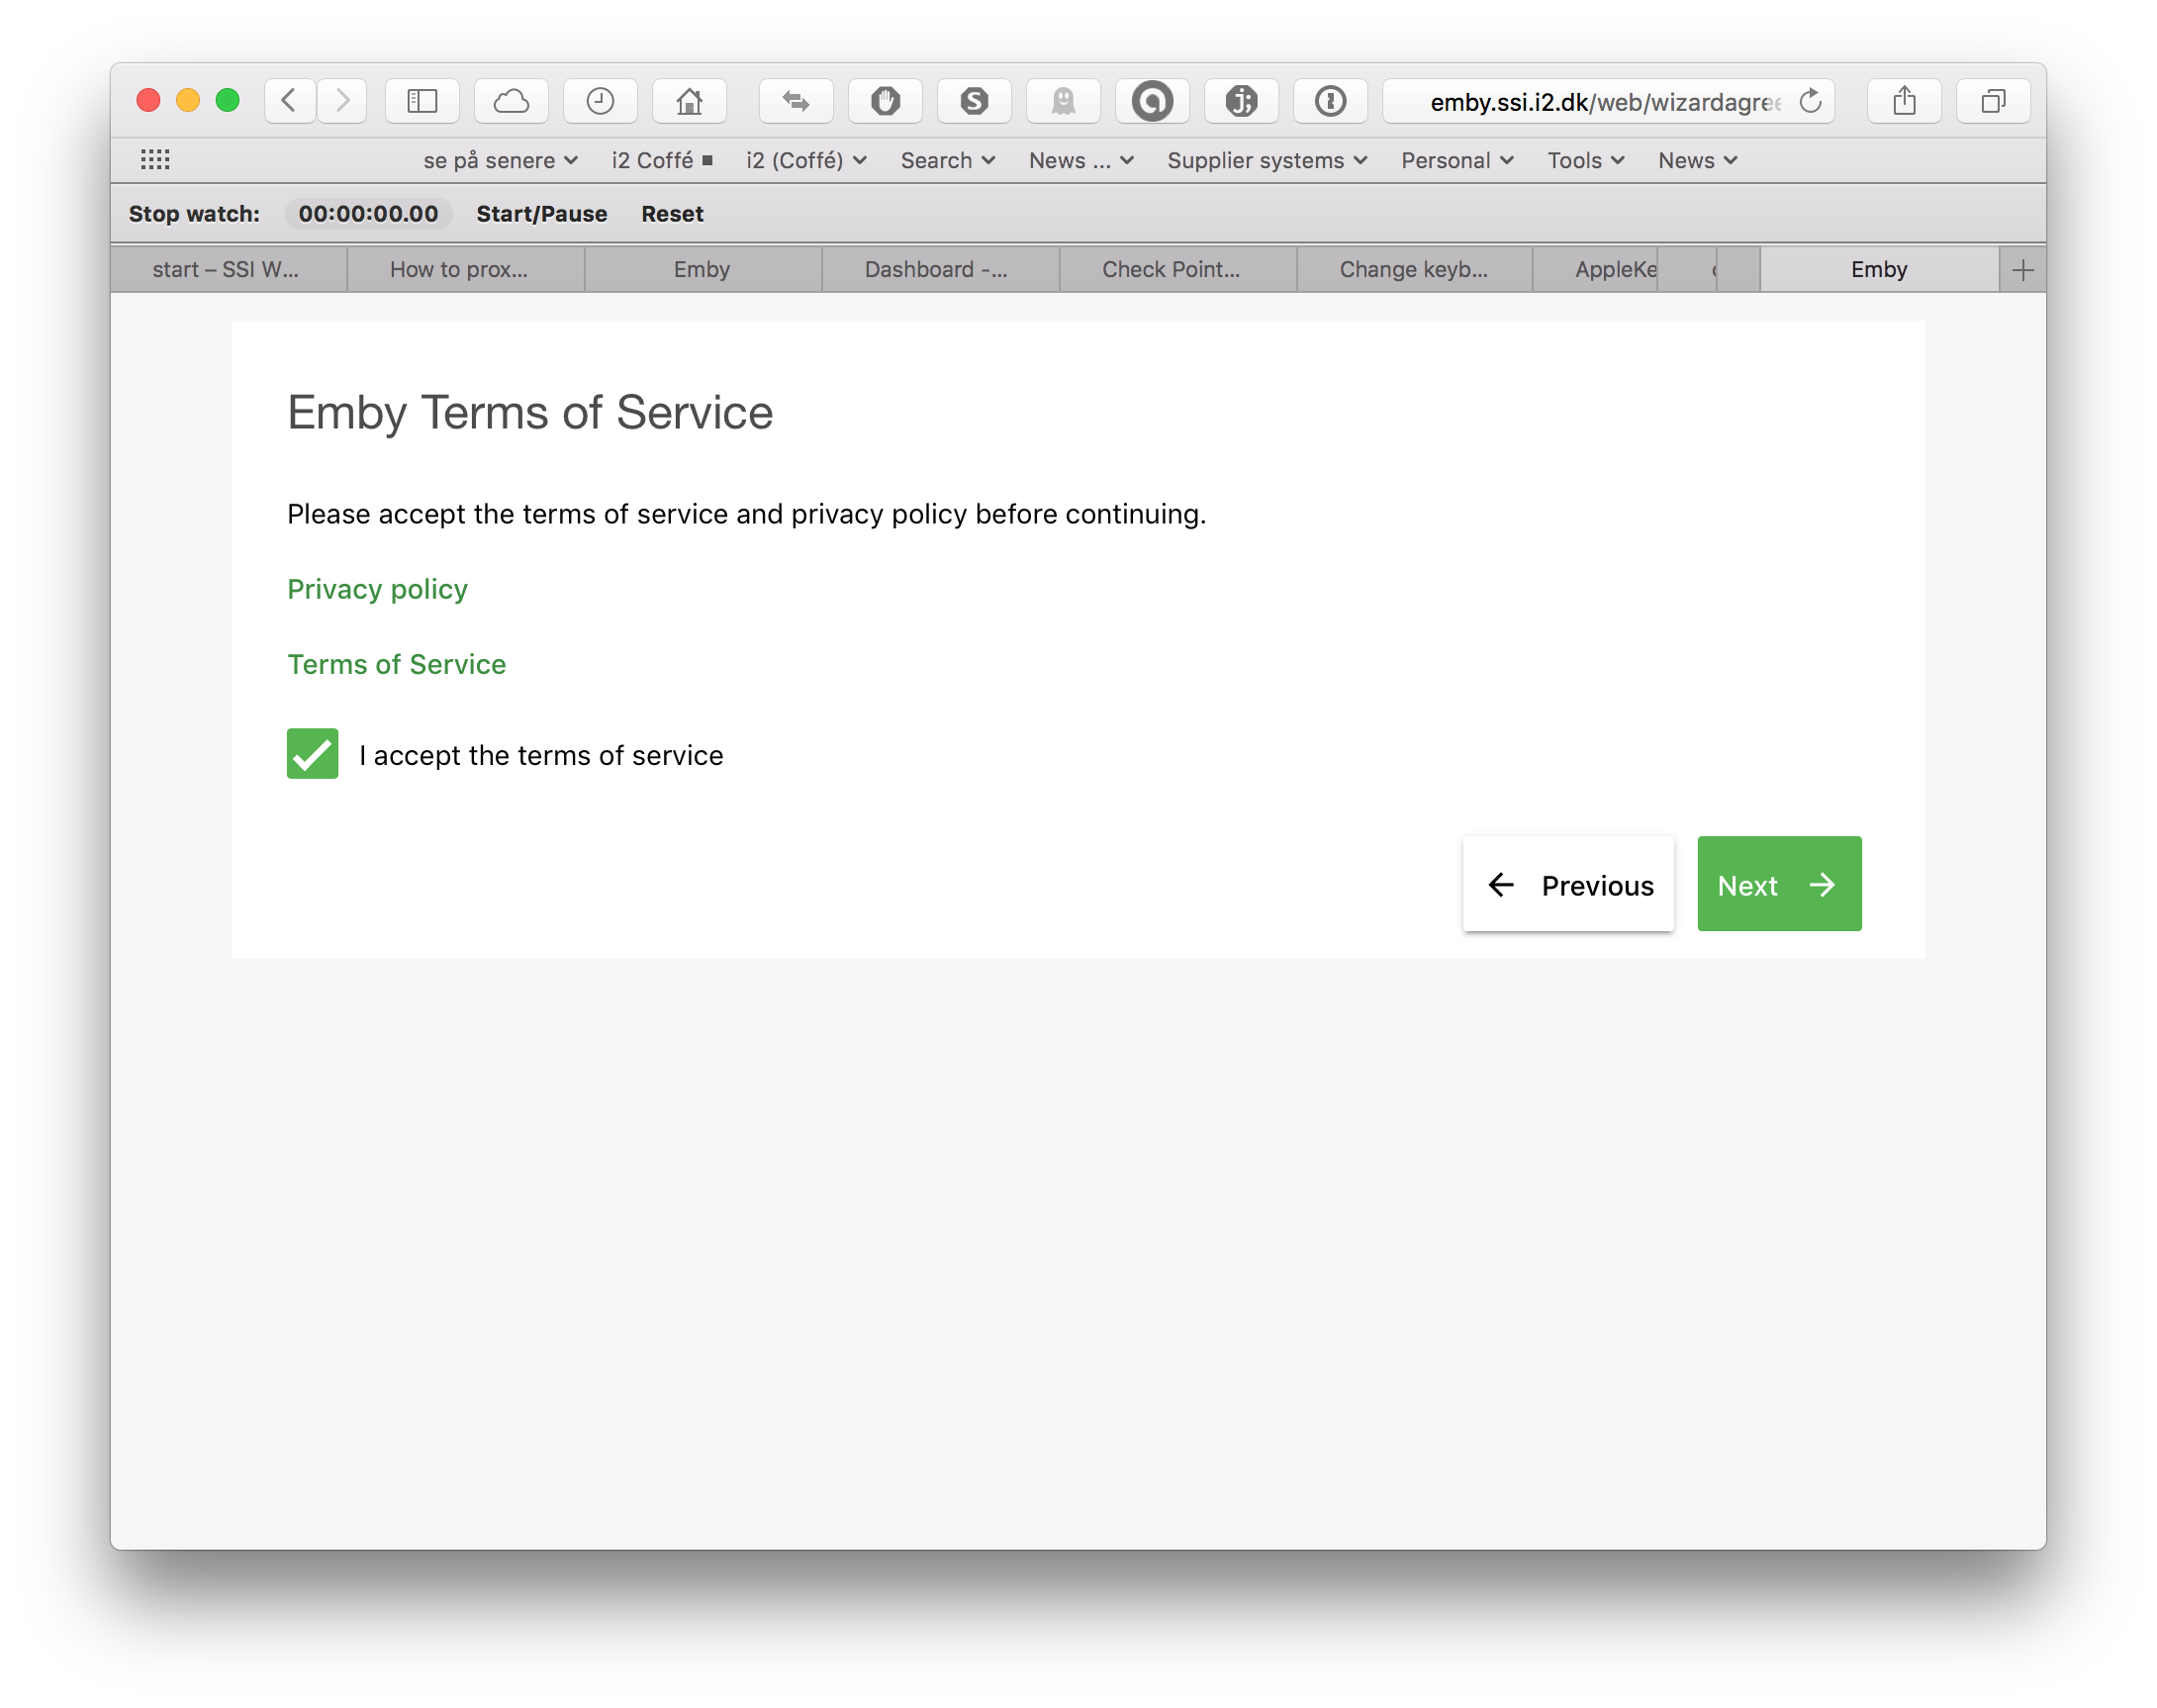 emby.ssi.i2.dk/web/wizardagree
se på senere i2 Coffé i2 (Coffé) Search News ... Supplier systems Personal Tools News
Stop watch: 00:00:00.00 Start/Pause Reset
start – SSI W... How to prox... Emby Dashboard -... Check Point... Change keyb... AppleKe Emby
Emby Terms of Service
Please accept the terms of service and privacy policy before continuing.
Privacy policy
Terms of Service
I accept the terms of service
Previous Next